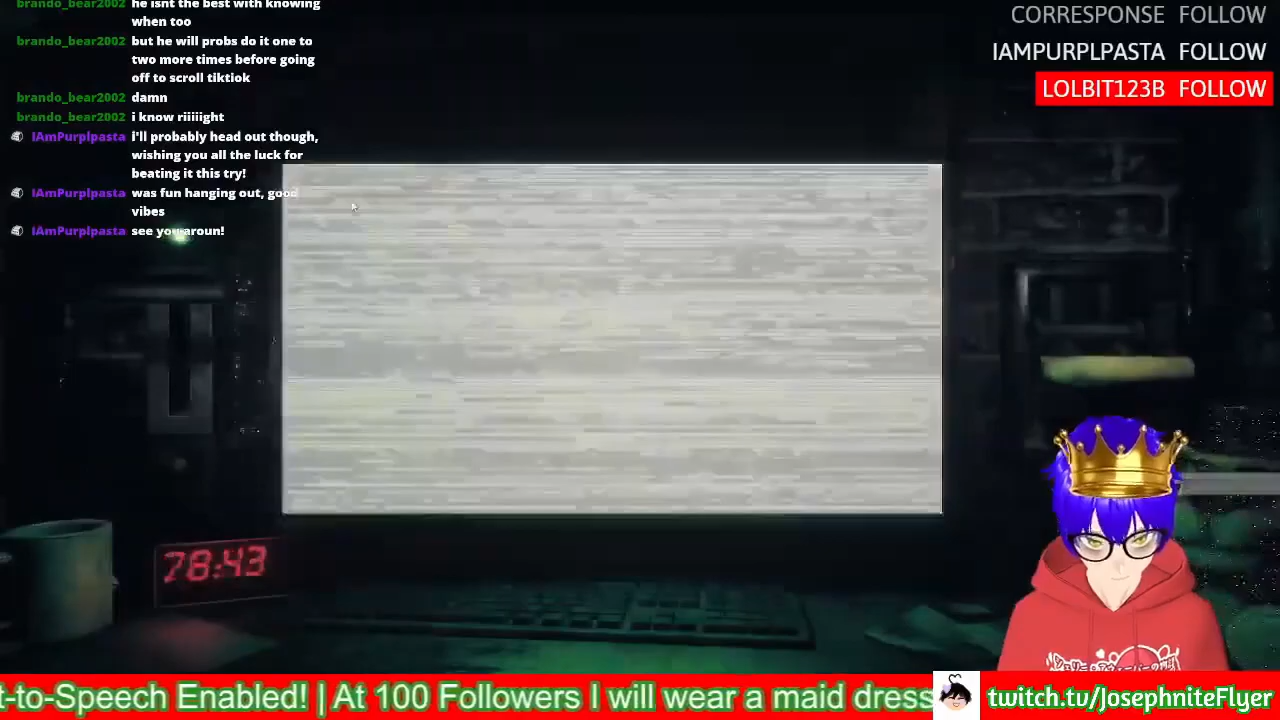 he isnt the best with knowing
when too
brando_bear2002 but he will probs do it one to
two more times before going
off to scroll tiktiok
brando_bear2002 damn
brando_bear2002 i know riiiiight
IAmPurplpasta i'll probably head out though,
wishing you all the luck for
beating it this try!
IAmPurplpasta was fun hanging out, good
vibes
IAmPurplpasta see you aroun!
CORRESPONSE FOLLOW
IAMPURPLPASTA FOLLOW
LOLBIT123B FOLLOW
78:43
t-to-Speech Enabled! | At 100 Followers I will wear a maid dress
twitch.tv/JosephniteFlyer